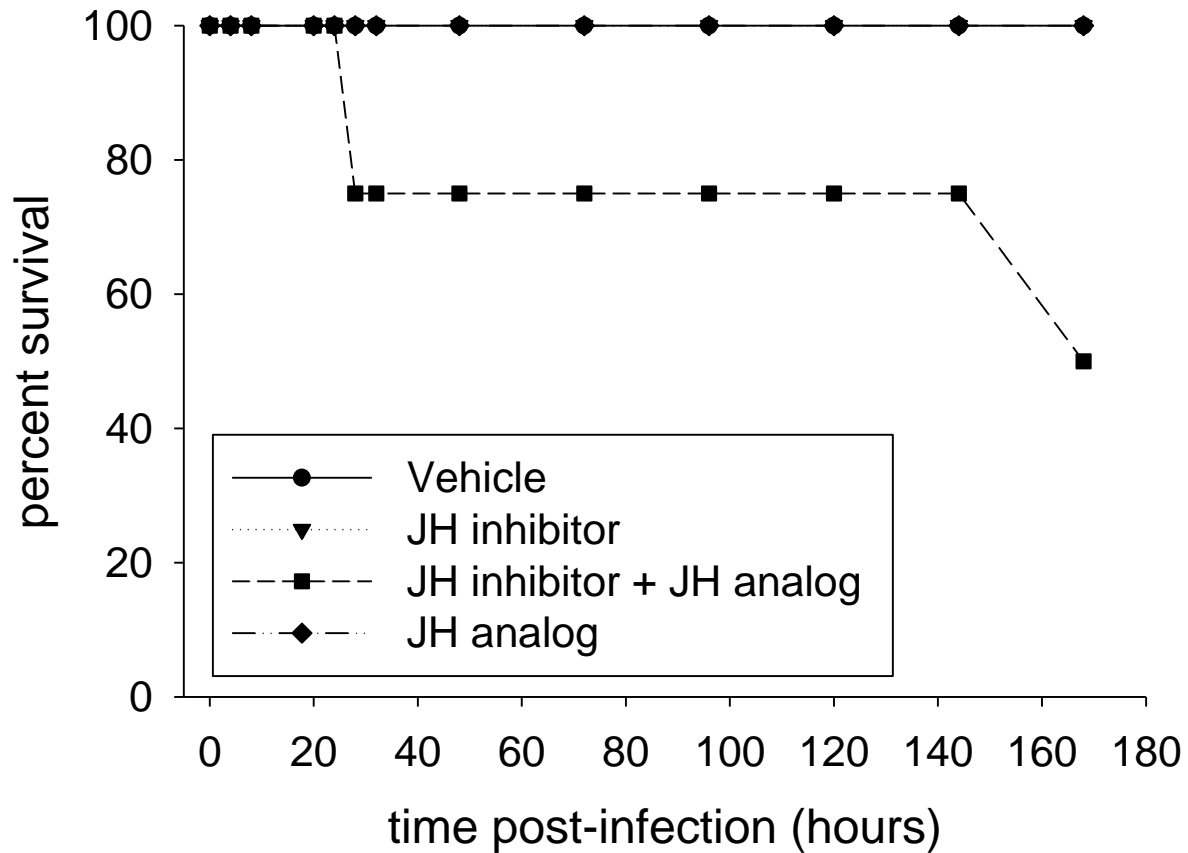 percent survival
100
80
60
40
20
0
Vehicle
JH inhibitor
JH inhibitor + JH analog
JH analog
0 20 40 60 80 100 120 140 160 180
time post-infection (hours)